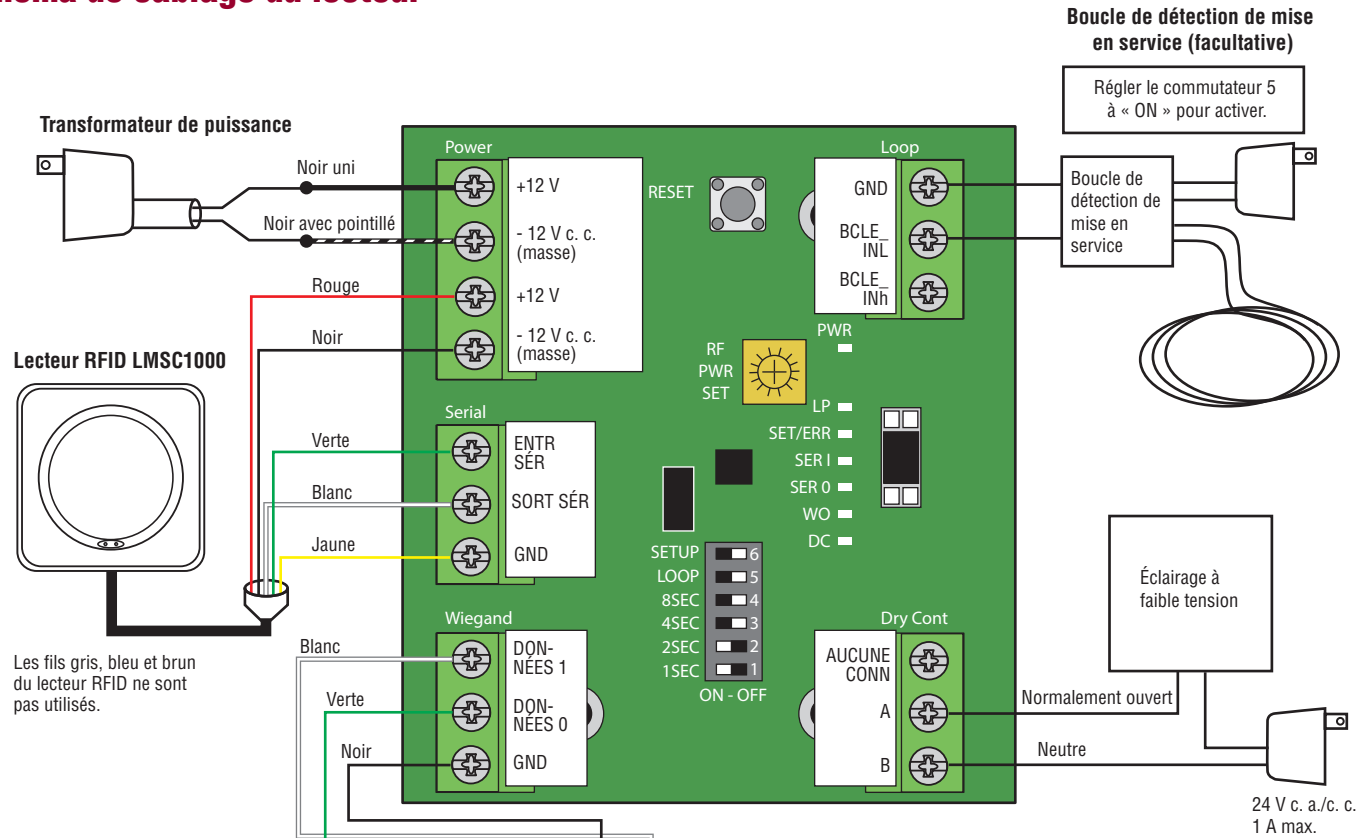 Boucle de détection de mise
en service (facultative)
Régler le commutateur 5
à « ON » pour activer.
Transformateur de puissance
Noir uni
Noir avec pointillé
Rouge
Noir
Power
+12 V
- 12 V c. c.
(masse)
+12 V
- 12 V c. c.
(masse)
RESET
Loop
GND
BCLE_
INL
BCLE_
INh
Boucle de
détection de
mise en
service
PWR
RF
PWR
SET
LP
SET/ERR
SER I
SER 0
WO
DC
Lecteur RFID LMSC1000
Verte
Blanc
Jaune
Serial
ENTR
SÉR
SORT SÉR
GND
Les fils gris, bleu et brun
du lecteur RFID ne sont
pas utilisés.
SETUP 6
LOOP 5
8SEC 4
4SEC 3
2SEC 2
1SEC 1
ON - OFF
Wiegand
Blanc
DON-
NÉES 1
Verte
DON-
NÉES 0
Noir
GND
Dry Cont
AUCUNE
CONN
A
B
Normalement ouvert
Neutre
Éclairage à
faible tension
24 V c. a./c. c.
1 A max.